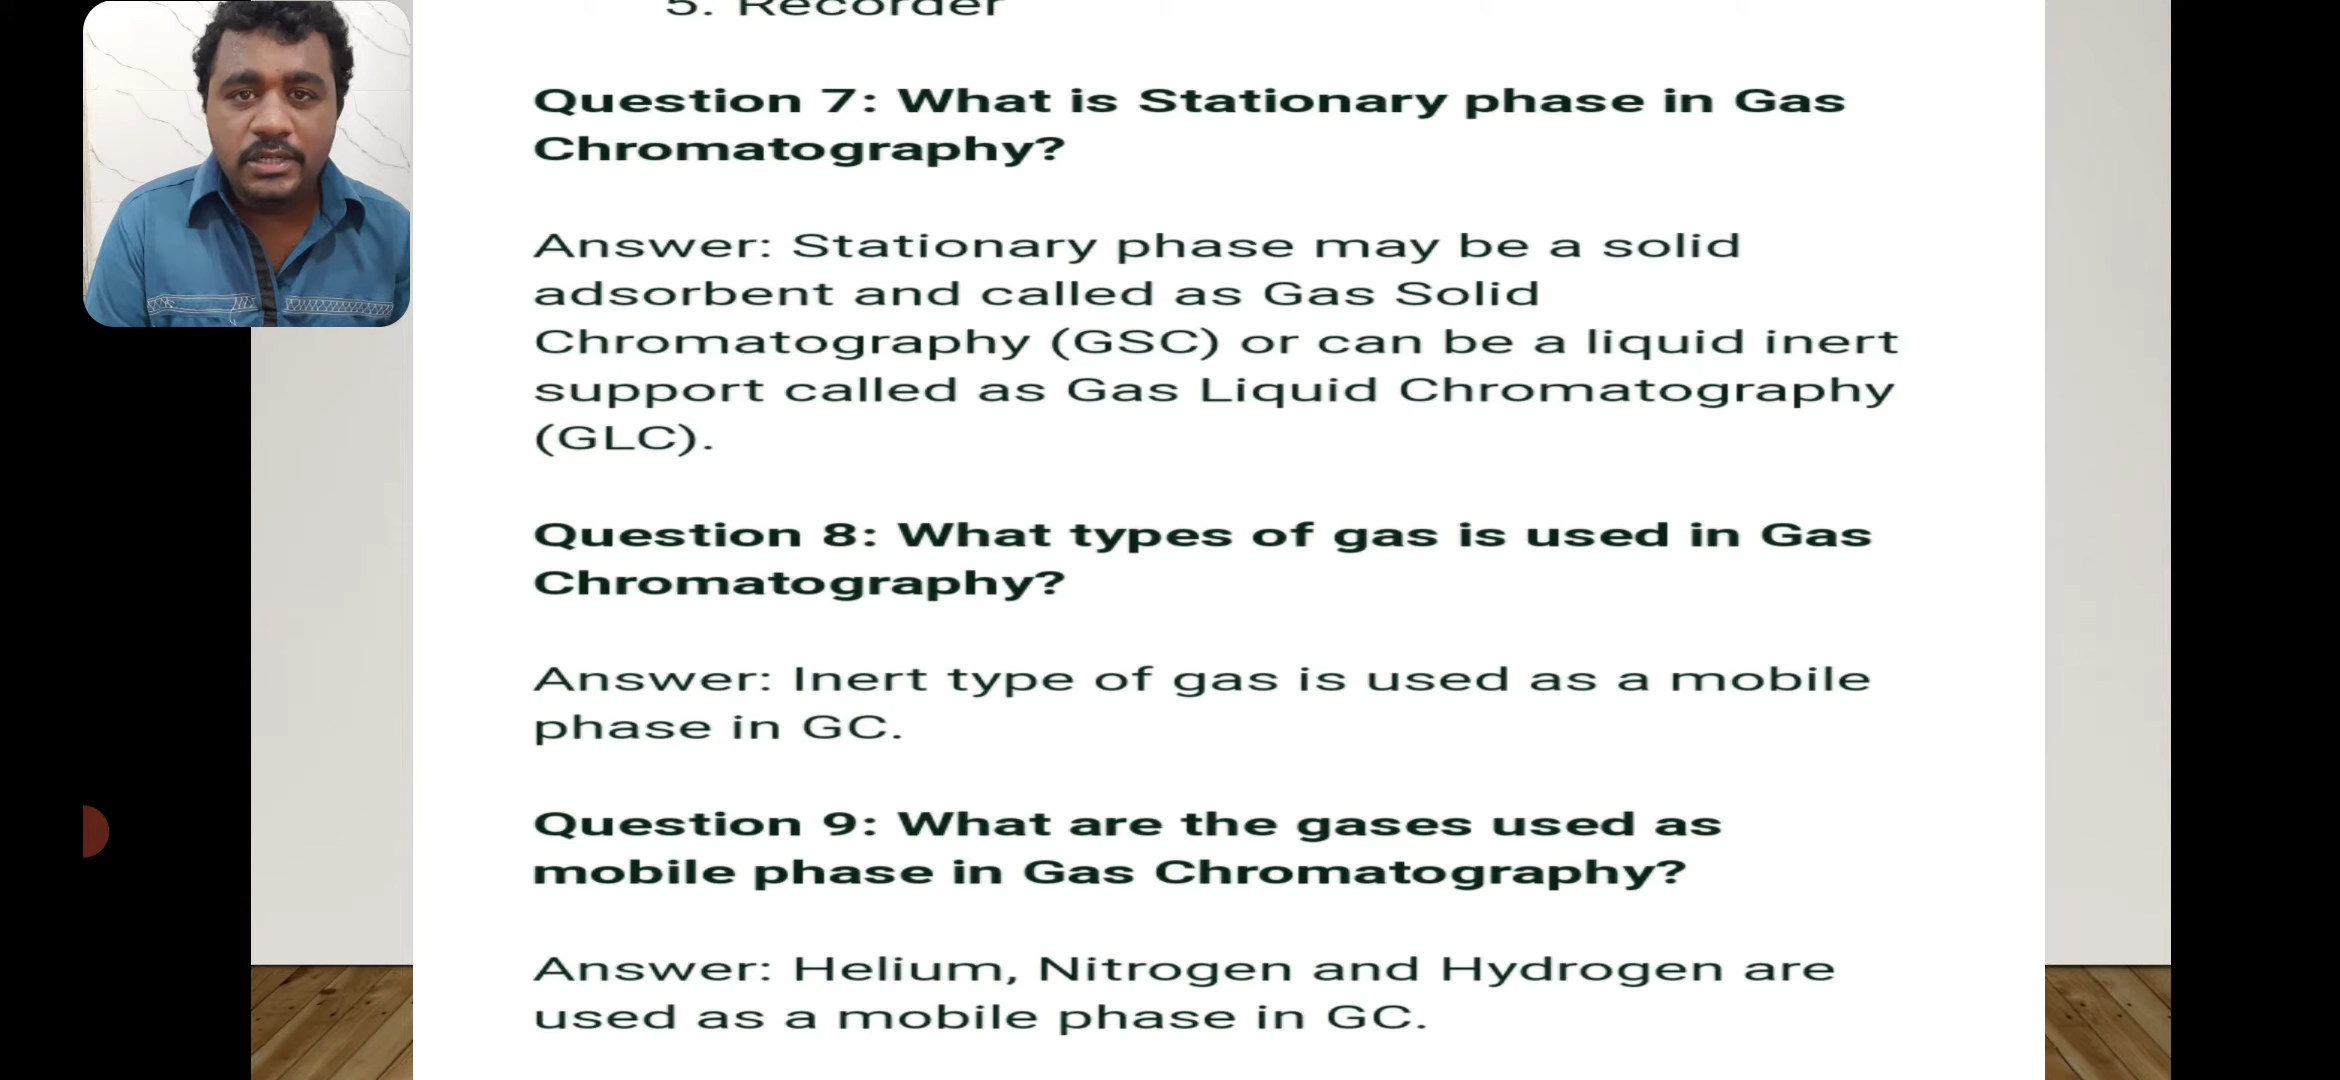 5. Recorder
Question 7: What is Stationary phase in Gas
Chromatography?
Answer: Stationary phase may be a solid
adsorbent and called as Gas Solid
Chromatography (GSC) or can be a liquid inert
support called as Gas Liquid Chromatography
(GLC).
Question 8: What types of gas is used in Gas
Chromatography?
Answer: Inert type of gas is used as a mobile
phase in GC.
Question 9: What are the gases used as
mobile phase in Gas Chromatography?
Answer: Helium, Nitrogen and Hydrogen are
used as a mobile phase in GC.